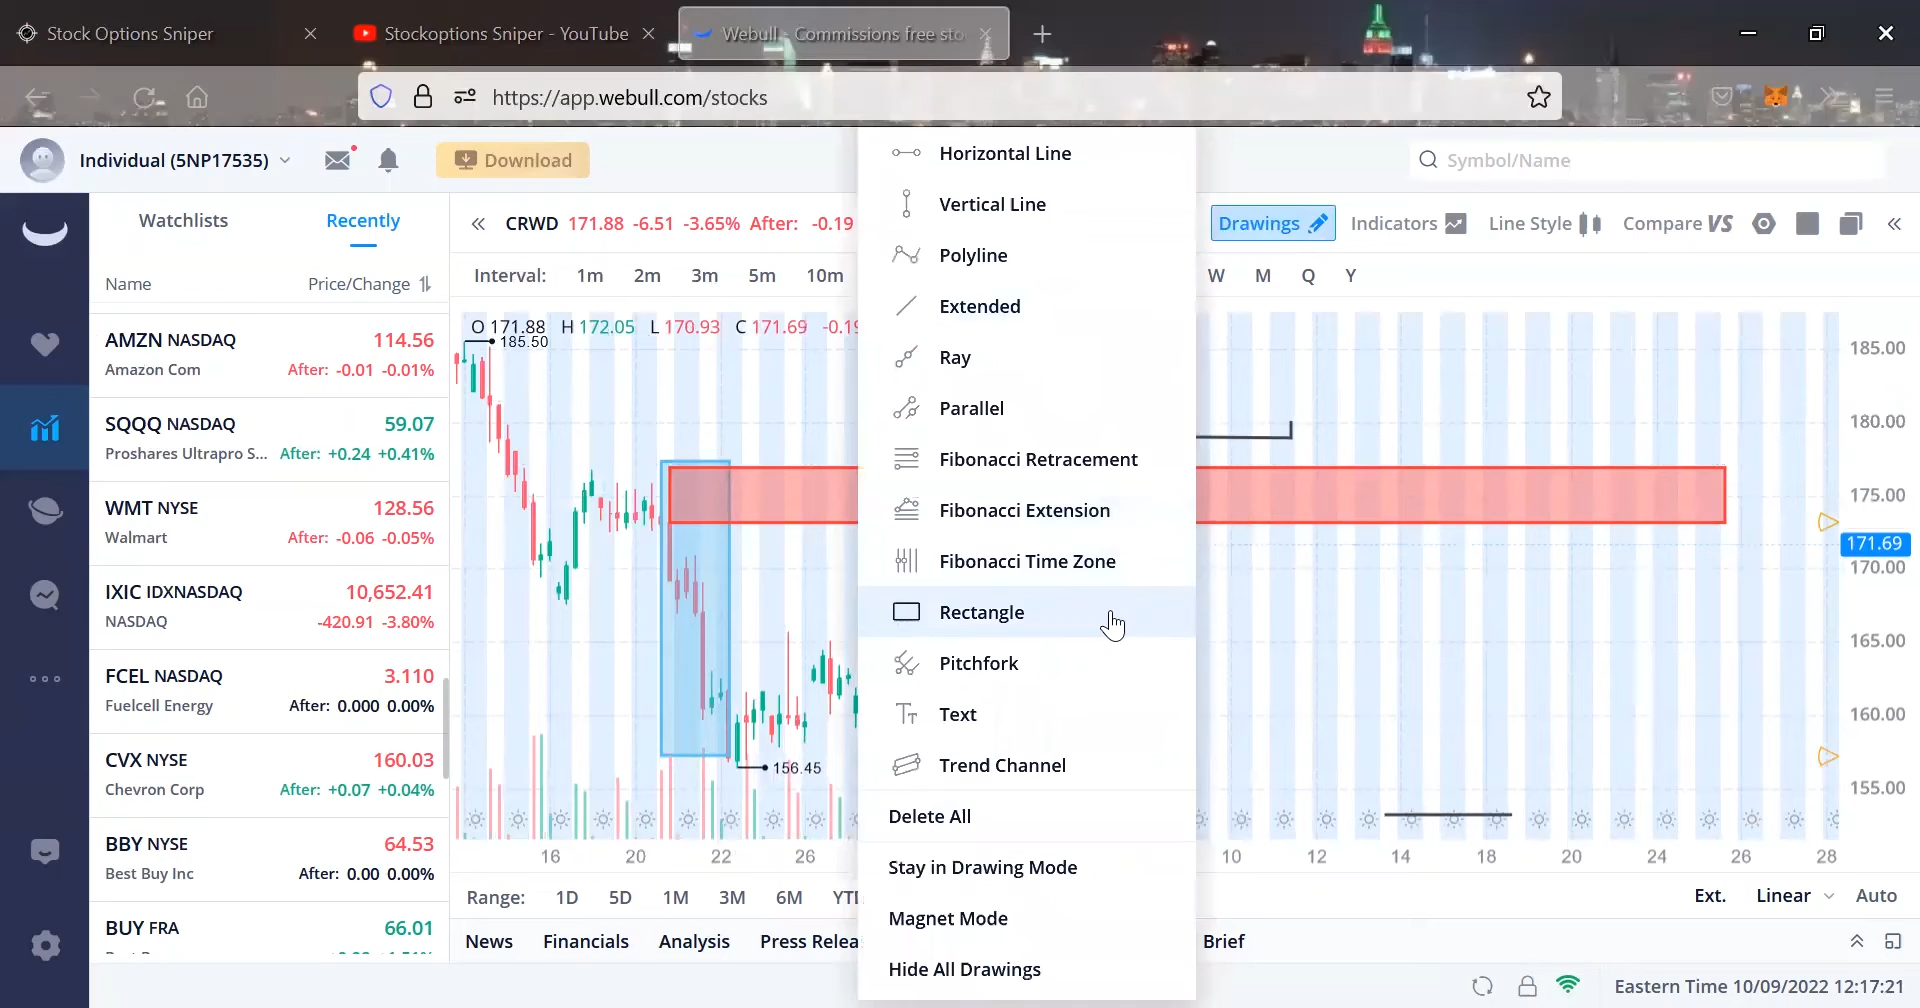 Stock Options Sniper
Stockoptions Sniper - YouTube
Webull - Commissions free sto
https://app.webull.com/stocks
Individual (5NP17535)
Download
Symbol/Name
Watchlists Recently
Name Price/Change
AMZN NASDAQ 114.56
Amazon Com After: -0.01 -0.01%
SQQQ NASDAQ 59.07
Proshares Ultrapro S... After: +0.24 +0.41%
WMT NYSE 128.56
Walmart After: -0.06 -0.05%
IXIC IDXNASDAQ 10,652.41
NASDAQ -420.91 -3.80%
FCEL NASDAQ 3.110
Fuelcell Energy After: 0.000 0.00%
CVX NYSE 160.03
Chevron Corp After: +0.07 +0.04%
BBY NYSE 64.53
Best Buy Inc After: 0.00 0.00%
BUY FRA 66.01
CRWD 171.88 -6.51 -3.65% After: -0.19
Drawings Indicators Line Style Compare VS
Interval: 1m 2m 3m 5m 10m
W M Q Y
O 171.88 H 172.05 L 170.93 C 171.69 -0.19
185.50
156.45
Horizontal Line
Vertical Line
Polyline
Extended
Ray
Parallel
Fibonacci Retracement
Fibonacci Extension
Fibonacci Time Zone
Rectangle
Pitchfork
Text
Trend Channel
Delete All
Stay in Drawing Mode
Magnet Mode
Hide All Drawings
185.00
180.00
175.00
171.69
170.00
165.00
160.00
155.00
16 20 22 26
10 12 14 18 20 24 26 28
Range: 1D 5D 1M 3M 6M YTD
Ext. Linear Auto
News Financials Analysis Press Relea
Brief
Eastern Time 10/09/2022 12:17:21